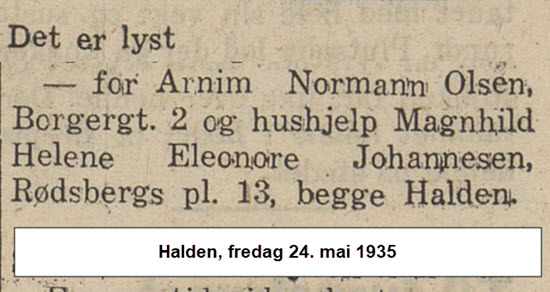 Det er lyst
— for Arnim Normann Olsen,
Borgergt. 2 og hushjelp Magnhild
Helene Eleonore Johannesen,
Rødsbergs pl. 13, begge Halden.
Halden, fredag 24. mai 1935